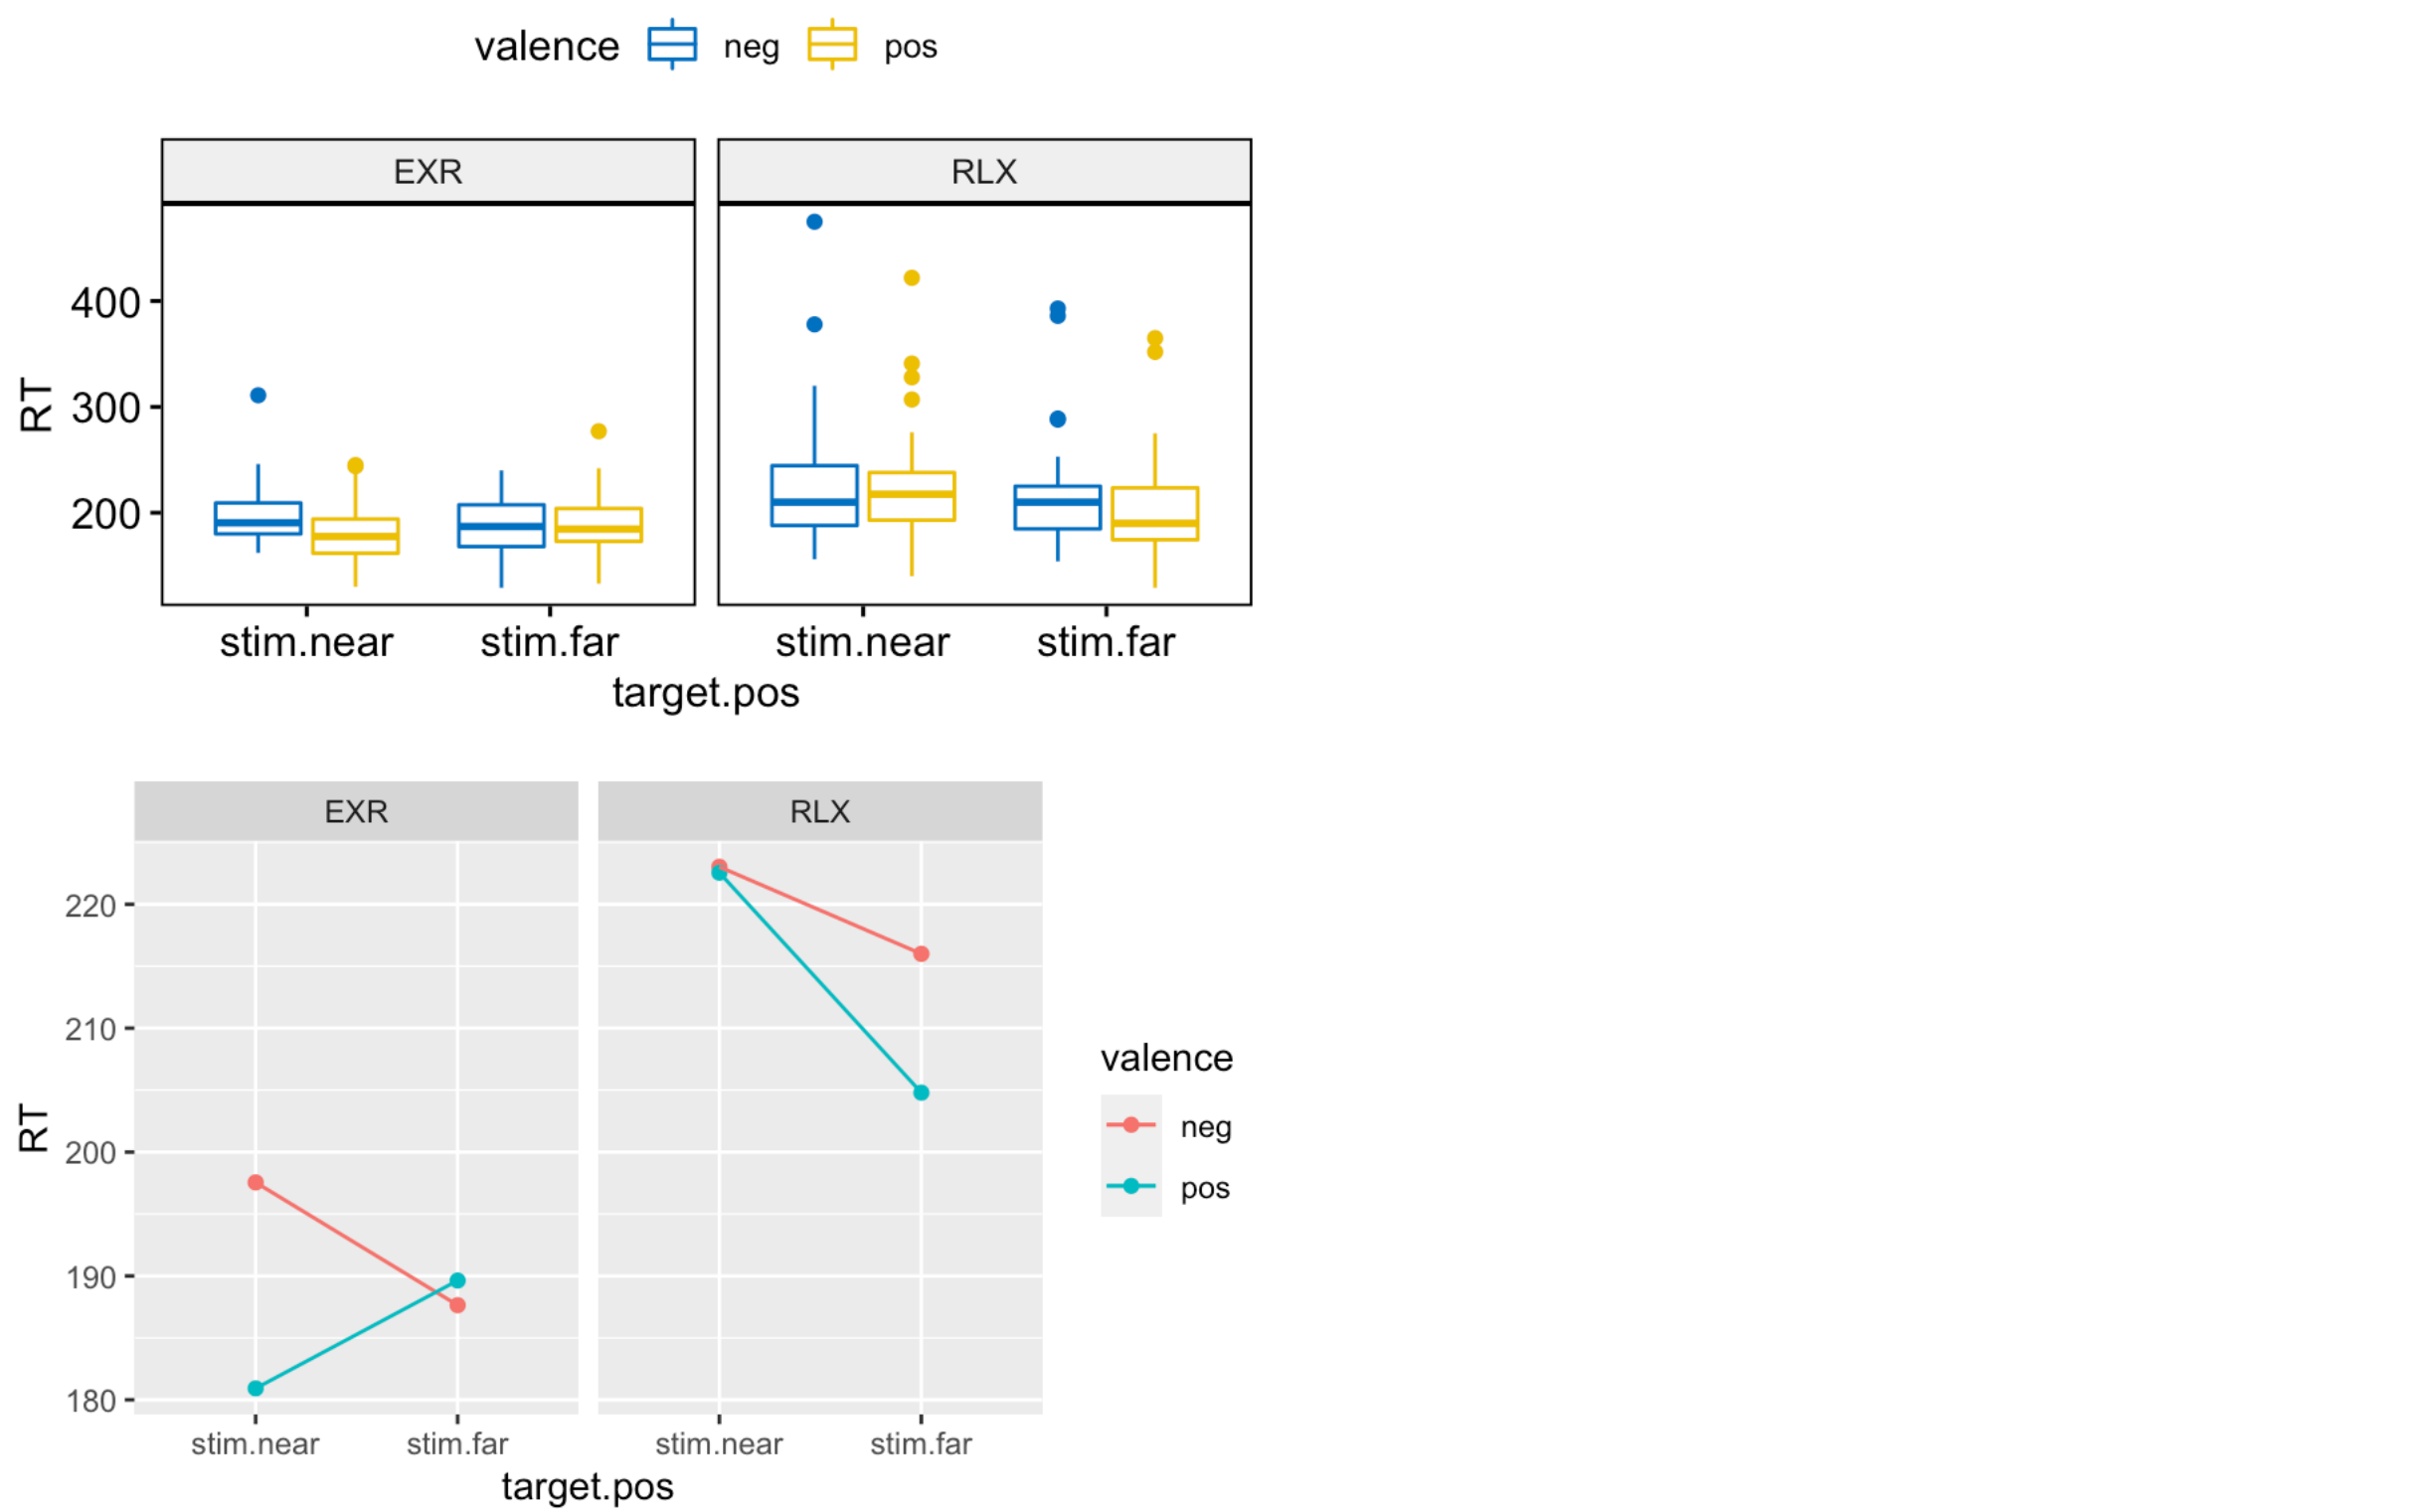 valence neg pos
EXR RLX
400
300
200
RT
stim.near stim.far stim.near stim.far
target.pos
EXR RLX
220
210
200
190
180
RT
valence
neg
pos
stim.near stim.far stim.near stim.far
target.pos